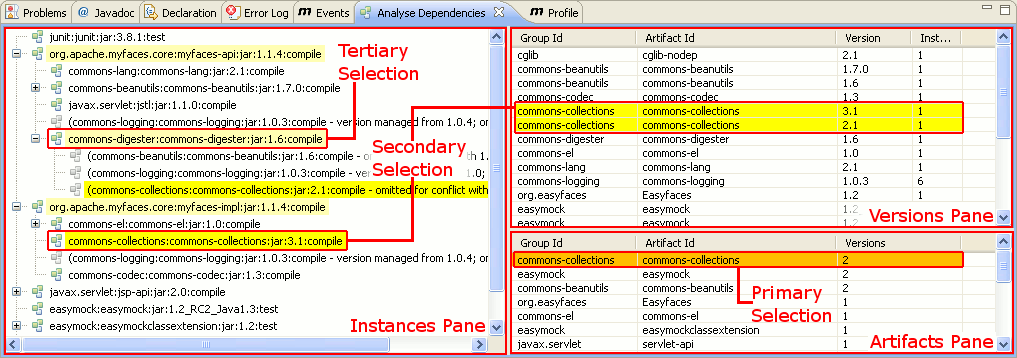 Problems Javadoc Declaration Error Log Events Analyse Dependencies Profile
junit:junit:jar:3.8.1:test
org.apache.myfaces.core:myfaces-api:jar:1.1.4:compile
commons-lang:commons-lang:jar:2.1:compile
commons-beanutils:commons-beanutils:jar:1.7.0:compile
javax.servlet:jstl:jar:1.1.0:compile
(commons-logging:commons-logging:jar:1.0.3:compile - version managed from 1.0.4; or
commons-digester:commons-digester:jar:1.6:compile
(commons-beanutils:commons-beanutils:jar:1.6:compile - 
(commons-logging:commons-logging:jar:1.0.3:compile - 
(commons-collections:commons-collections:jar:2.1:compile - omitted for conflict with
org.apache.myfaces.core:myfaces-impl:jar:1.1.4:compile
commons-el:commons-el:jar:1.0:compile
commons-collections:commons-collections:jar:3.1:compile
(commons-logging:commons-logging:jar:1.0.3:compile - version managed from 1.0.4; or
commons-codec:commons-codec:jar:1.3:compile
javax.servlet:jsp-api:jar:2.0:compile
easymock:easymock:jar:1.2_RC2_Java1.3:test
easymock:easymockclassextension:jar:1.2:test
Tertiary
Selection
Secondary
Selection
Instances Pane
Group Id Artifact Id Version Inst...
cglib cglib-nodep 2.1 1
commons-beanutils commons-beanutils 1.7.0 1
commons-beanutils commons-beanutils 1.6 1
commons-codec commons-codec 1.3 1
commons-collections commons-collections 3.1 1
commons-collections commons-collections 2.1 1
commons-digester commons-digester 1.6 1
commons-el commons-el 1.0 1
commons-lang commons-lang 2.1 1
commons-logging commons-logging 1.0.3 6
org.easyfaces Easyfaces 1.2 1
easymock easymock 1.2
Versions Pane
Group Id Artifact Id Versions
commons-collections commons-collections 2
easymock easymock 2
commons-beanutils commons-beanutils 2
org.easyfaces Easyfaces 1
commons-el commons-el 1
easymock easymockclassextension 1
javax.servlet servlet-api 1
Primary
Selection
Artifacts Pane